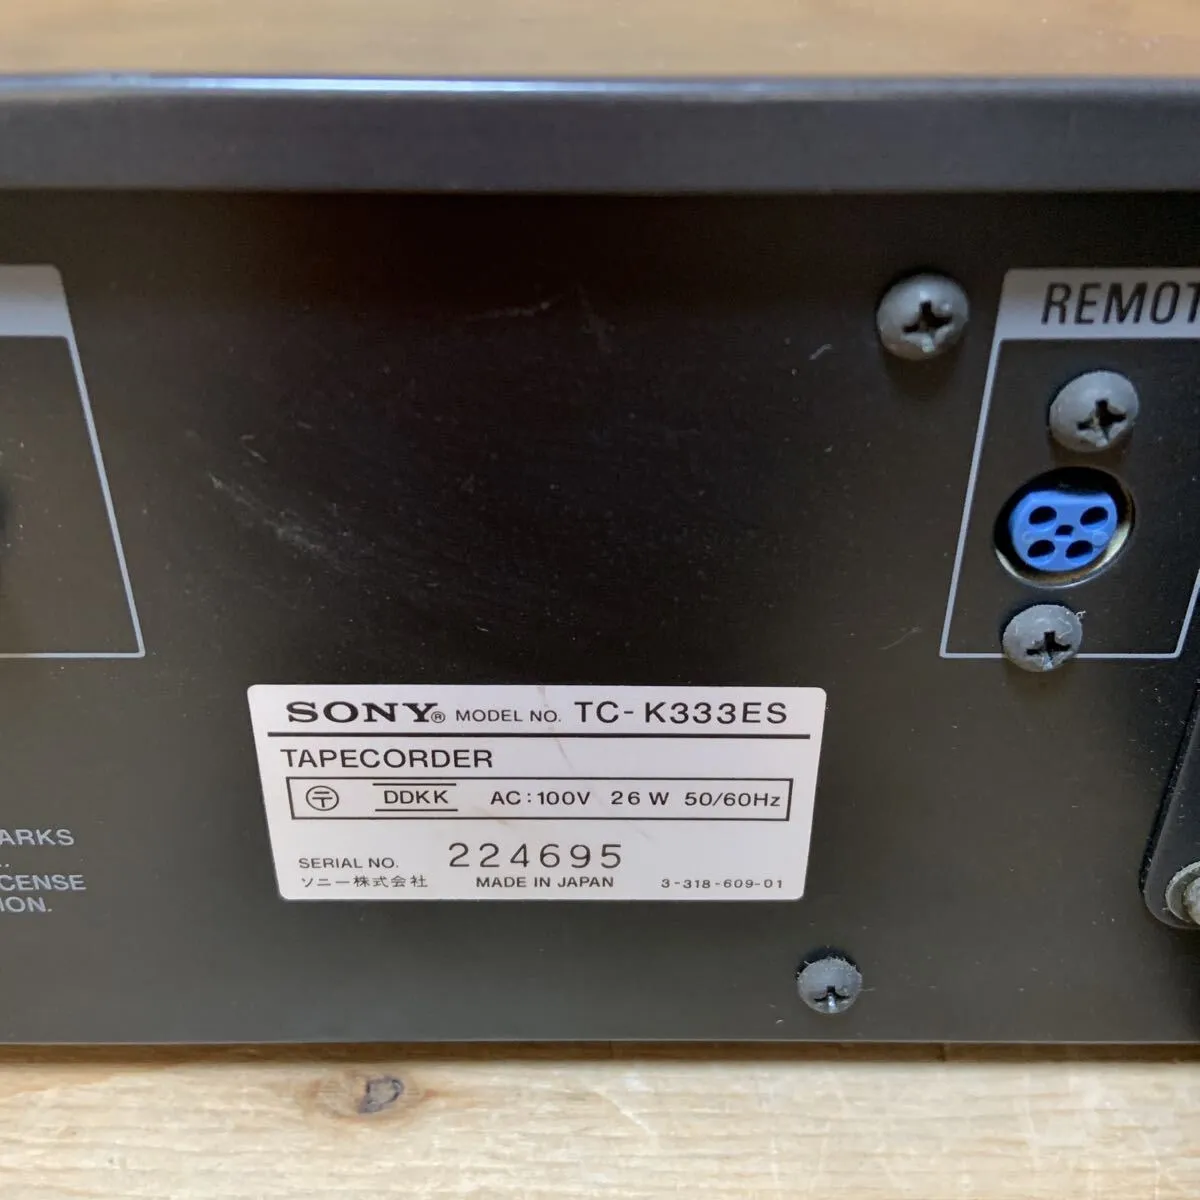 REMOT
SONY® MODEL NO. TC-K333ES
TAPECORDER
〒 DDKK AC:100V 26W 50/60Hz
SERIAL NO. 224695
ソニー株式会社 MADE IN JAPAN 3-318-609-01
ARKS
CENSE
ION.